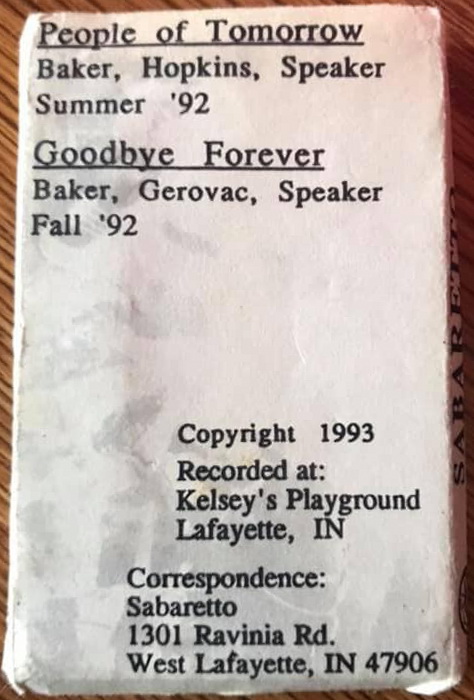 People of Tomorrow
Baker, Hopkins, Speaker
Summer '92
Goodbye Forever
Baker, Gerovac, Speaker
Fall '92
Copyright 1993
Recorded at:
Kelsey's Playground
Lafayette, IN
Correspondence:
Sabaretto
1301 Ravinia Rd.
West Lafayette, IN 47906
SABARETTO